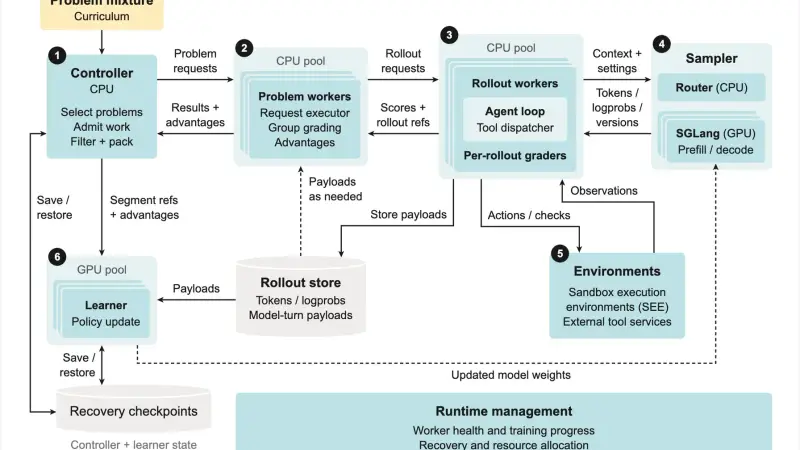 Problem mixture
Curriculum
1
Controller
CPU
Select problems
Admit work
Filter + pack
Problem
requests
Results +
advantages
2
CPU pool
Problem workers
Request executor
Group grading
Advantages
Rollout
requests
Scores +
rollout refs
3
CPU pool
Rollout workers
Agent loop
Tool dispatcher
Per-rollout graders
Context +
settings
Tokens /
logprobs /
versions
4
Sampler
Router (CPU)
SGLang (GPU)
Prefill / decode
Save /
restore
Segment refs
+ advantages
Payloads
as needed
Store payloads
Actions / checks
Observations
6
GPU pool
Learner
Policy update
Payloads
Rollout store
Tokens / logprobs
Model-turn payloads
5
Environments
Sandbox execution
environments (SEE)
External tool services
Save /
restore
Updated model weights
Recovery checkpoints
Controller + learner state
Runtime management
Worker health and training progress
Recovery and resource allocation